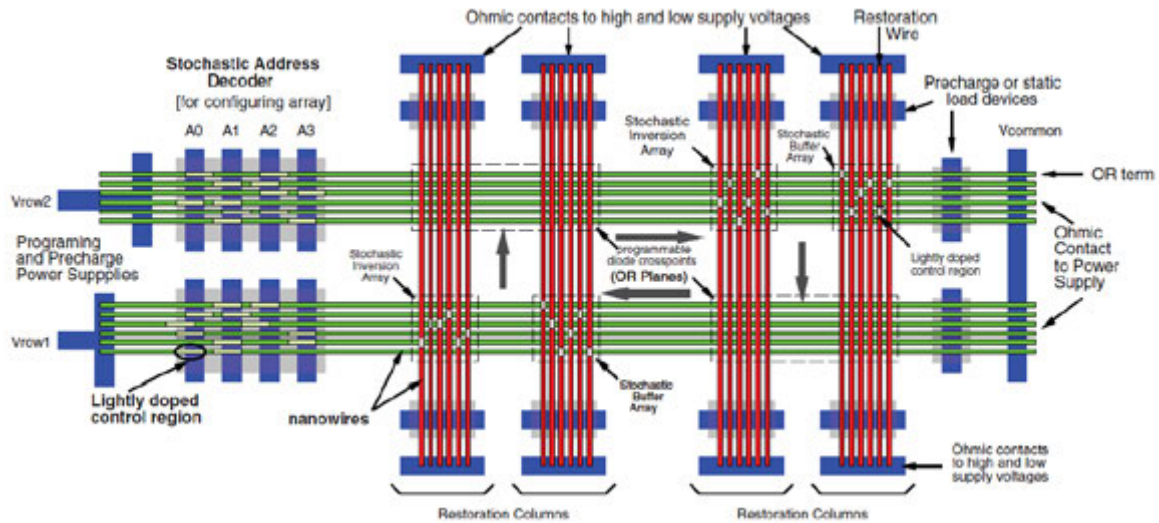 Ohmic contacts to high and low supply voltages
Restoration
Wire
Stochastic Address
Decoder
[for configuring array]
A0 A1 A2 A3
Precharge or static
load devices
Stochastic
Inversion
Array
Stochastic
Buffer
Array
Vcommon
OR term
Vrow2
Programing
and Precharge
Power Suppplies
Stochastic
Inversion
Array
programmable
diode crosspoints
(OR Planes)
Lightly doped
control region
Ohmic
Contact
to Power
Supply
Vrow1
Lightly doped
control region
nanowires
Stochastic
Buffer
Array
Ohmic contacts
to high and low
supply voltages
Restoration Columns
Restoration Columns